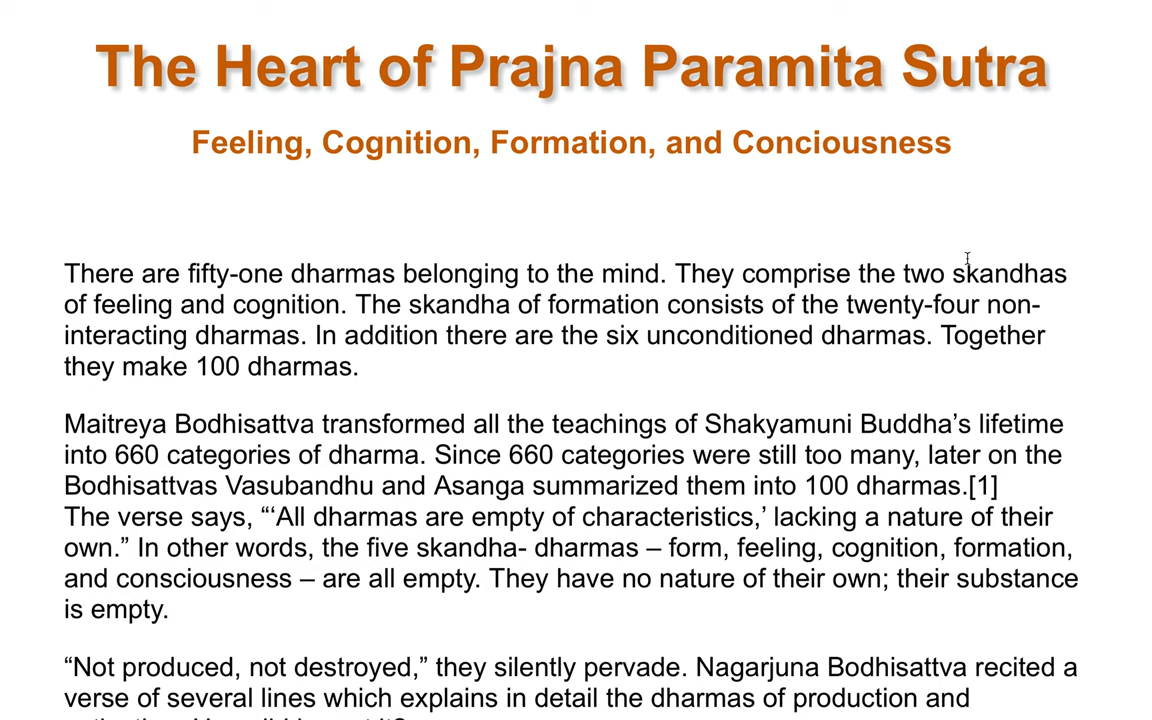 The Heart of Prajna Paramita Sutra
Feeling, Cognition, Formation, and Conciousness
There are fifty-one dharmas belonging to the mind. They comprise the two skandhas
of feeling and cognition. The skandha of formation consists of the twenty-four non-
interacting dharmas. In addition there are the six unconditioned dharmas. Together
they make 100 dharmas.
Maitreya Bodhisattva transformed all the teachings of Shakyamuni Buddha’s lifetime
into 660 categories of dharma. Since 660 categories were still too many, later on the
Bodhisattvas Vasubandhu and Asanga summarized them into 100 dharmas.[1]
The verse says, “‘All dharmas are empty of characteristics,’ lacking a nature of their
own.” In other words, the five skandha- dharmas – form, feeling, cognition, formation,
and consciousness – are all empty. They have no nature of their own; their substance
is empty.
“Not produced, not destroyed,” they silently pervade. Nagarjuna Bodhisattva recited a
verse of several lines which explains in detail the dharmas of production and